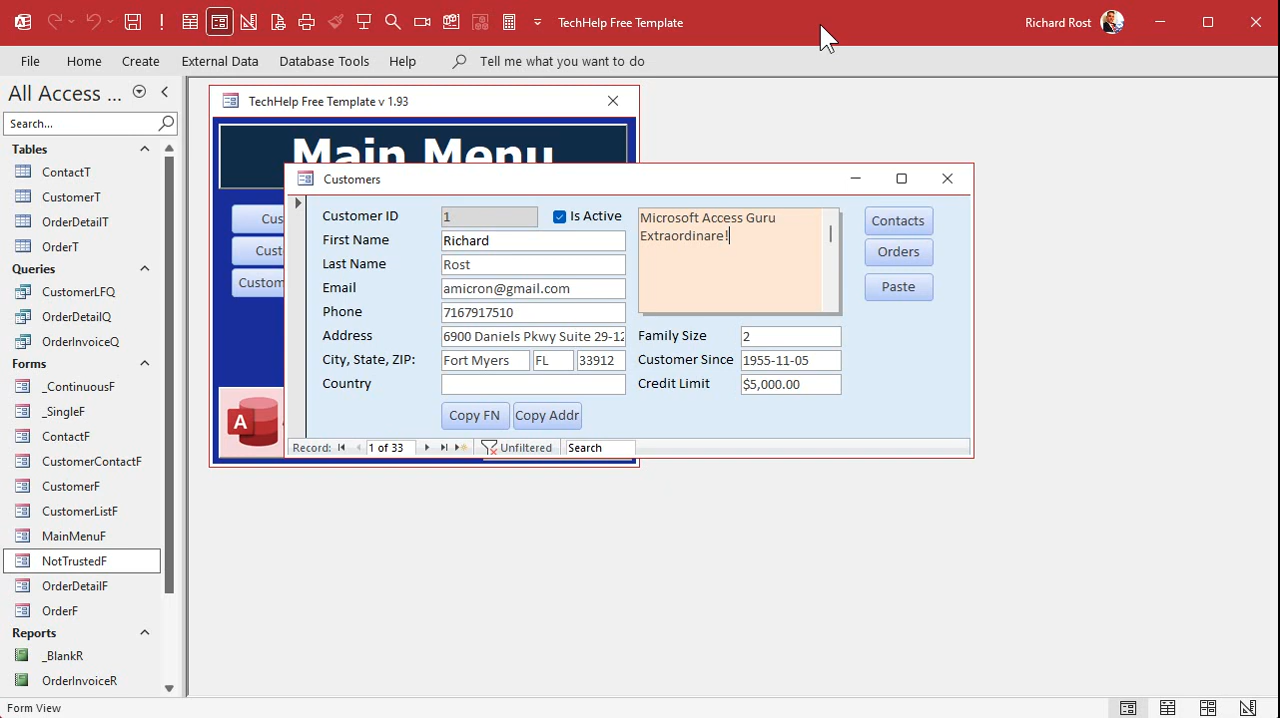 TechHelp Free Template
Richard Rost
File Home Create External Data Database Tools Help Tell me what you want to do
All Access ...
Search...
Tables
ContactT
CustomerT
OrderDetailT
OrderT
Queries
CustomerLFQ
OrderDetailQ
OrderInvoiceQ
Forms
_ContinuousF
_SingleF
ContactF
CustomerContactF
CustomerF
CustomerListF
MainMenuF
NotTrustedF
OrderDetailF
OrderF
Reports
_BlankR
OrderInvoiceR
TechHelp Free Template v 1.93
Main Menu
Cus
Cust
Custom
A
Customers
Customer ID 1 Is Active
First Name Richard
Last Name Rost
Email amicron@gmail.com
Phone 7167917510
Address 6900 Daniels Pkwy Suite 29-12
City, State, ZIP: Fort Myers FL 33912
Country
Copy FN Copy Addr
Microsoft Access Guru
Extraordinare!
Family Size 2
Customer Since 1955-11-05
Credit Limit $5,000.00
Contacts
Orders
Paste
Record: 1 of 33 Unfiltered Search
Form View